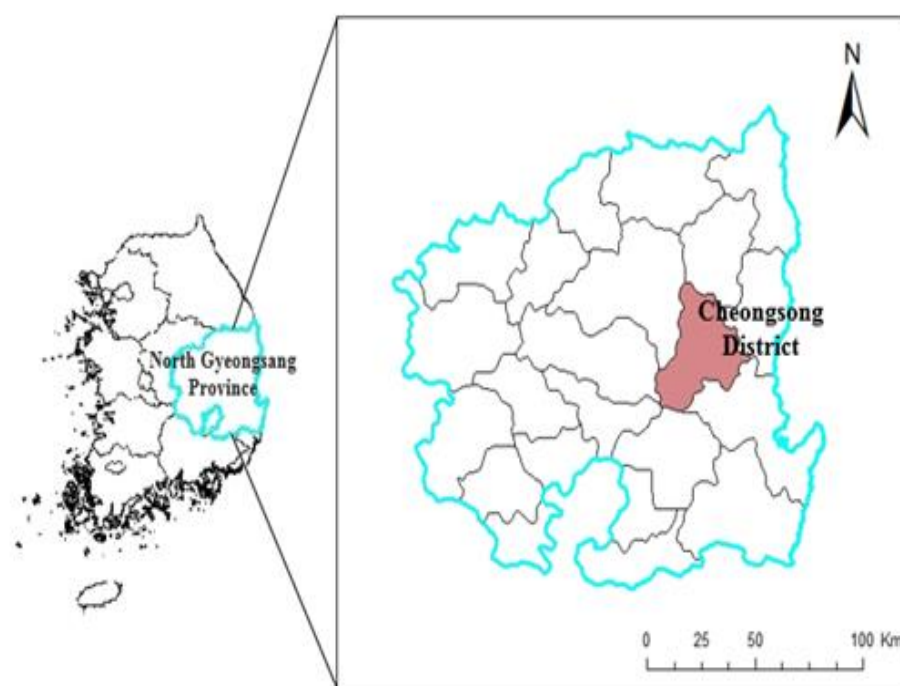 North Gyeongsang
Province
N
Cheongsong
District
0 25 50 100 Km